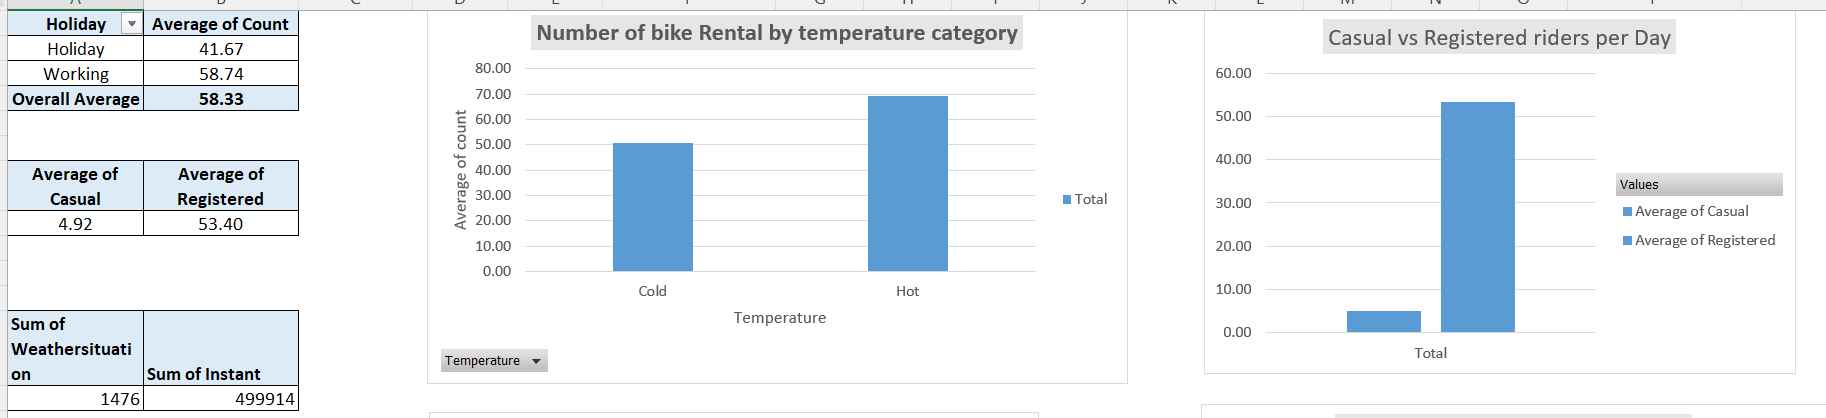 Holiday Average of Count
Holiday 41.67
Working 58.74
Overall Average 58.33
Average of Casual Average of Registered
4.92 53.40
Sum of
Weathersituati
on Sum of Instant
1476 499914
Number of bike Rental by temperature category
80.00
70.00
60.00
50.00
40.00
30.00
20.00
10.00
0.00
Average of count
Cold Hot
Temperature
Total
Temperature
Casual vs Registered riders per Day
60.00
50.00
40.00
30.00
20.00
10.00
0.00
Total
Values
Average of Casual
Average of Registered